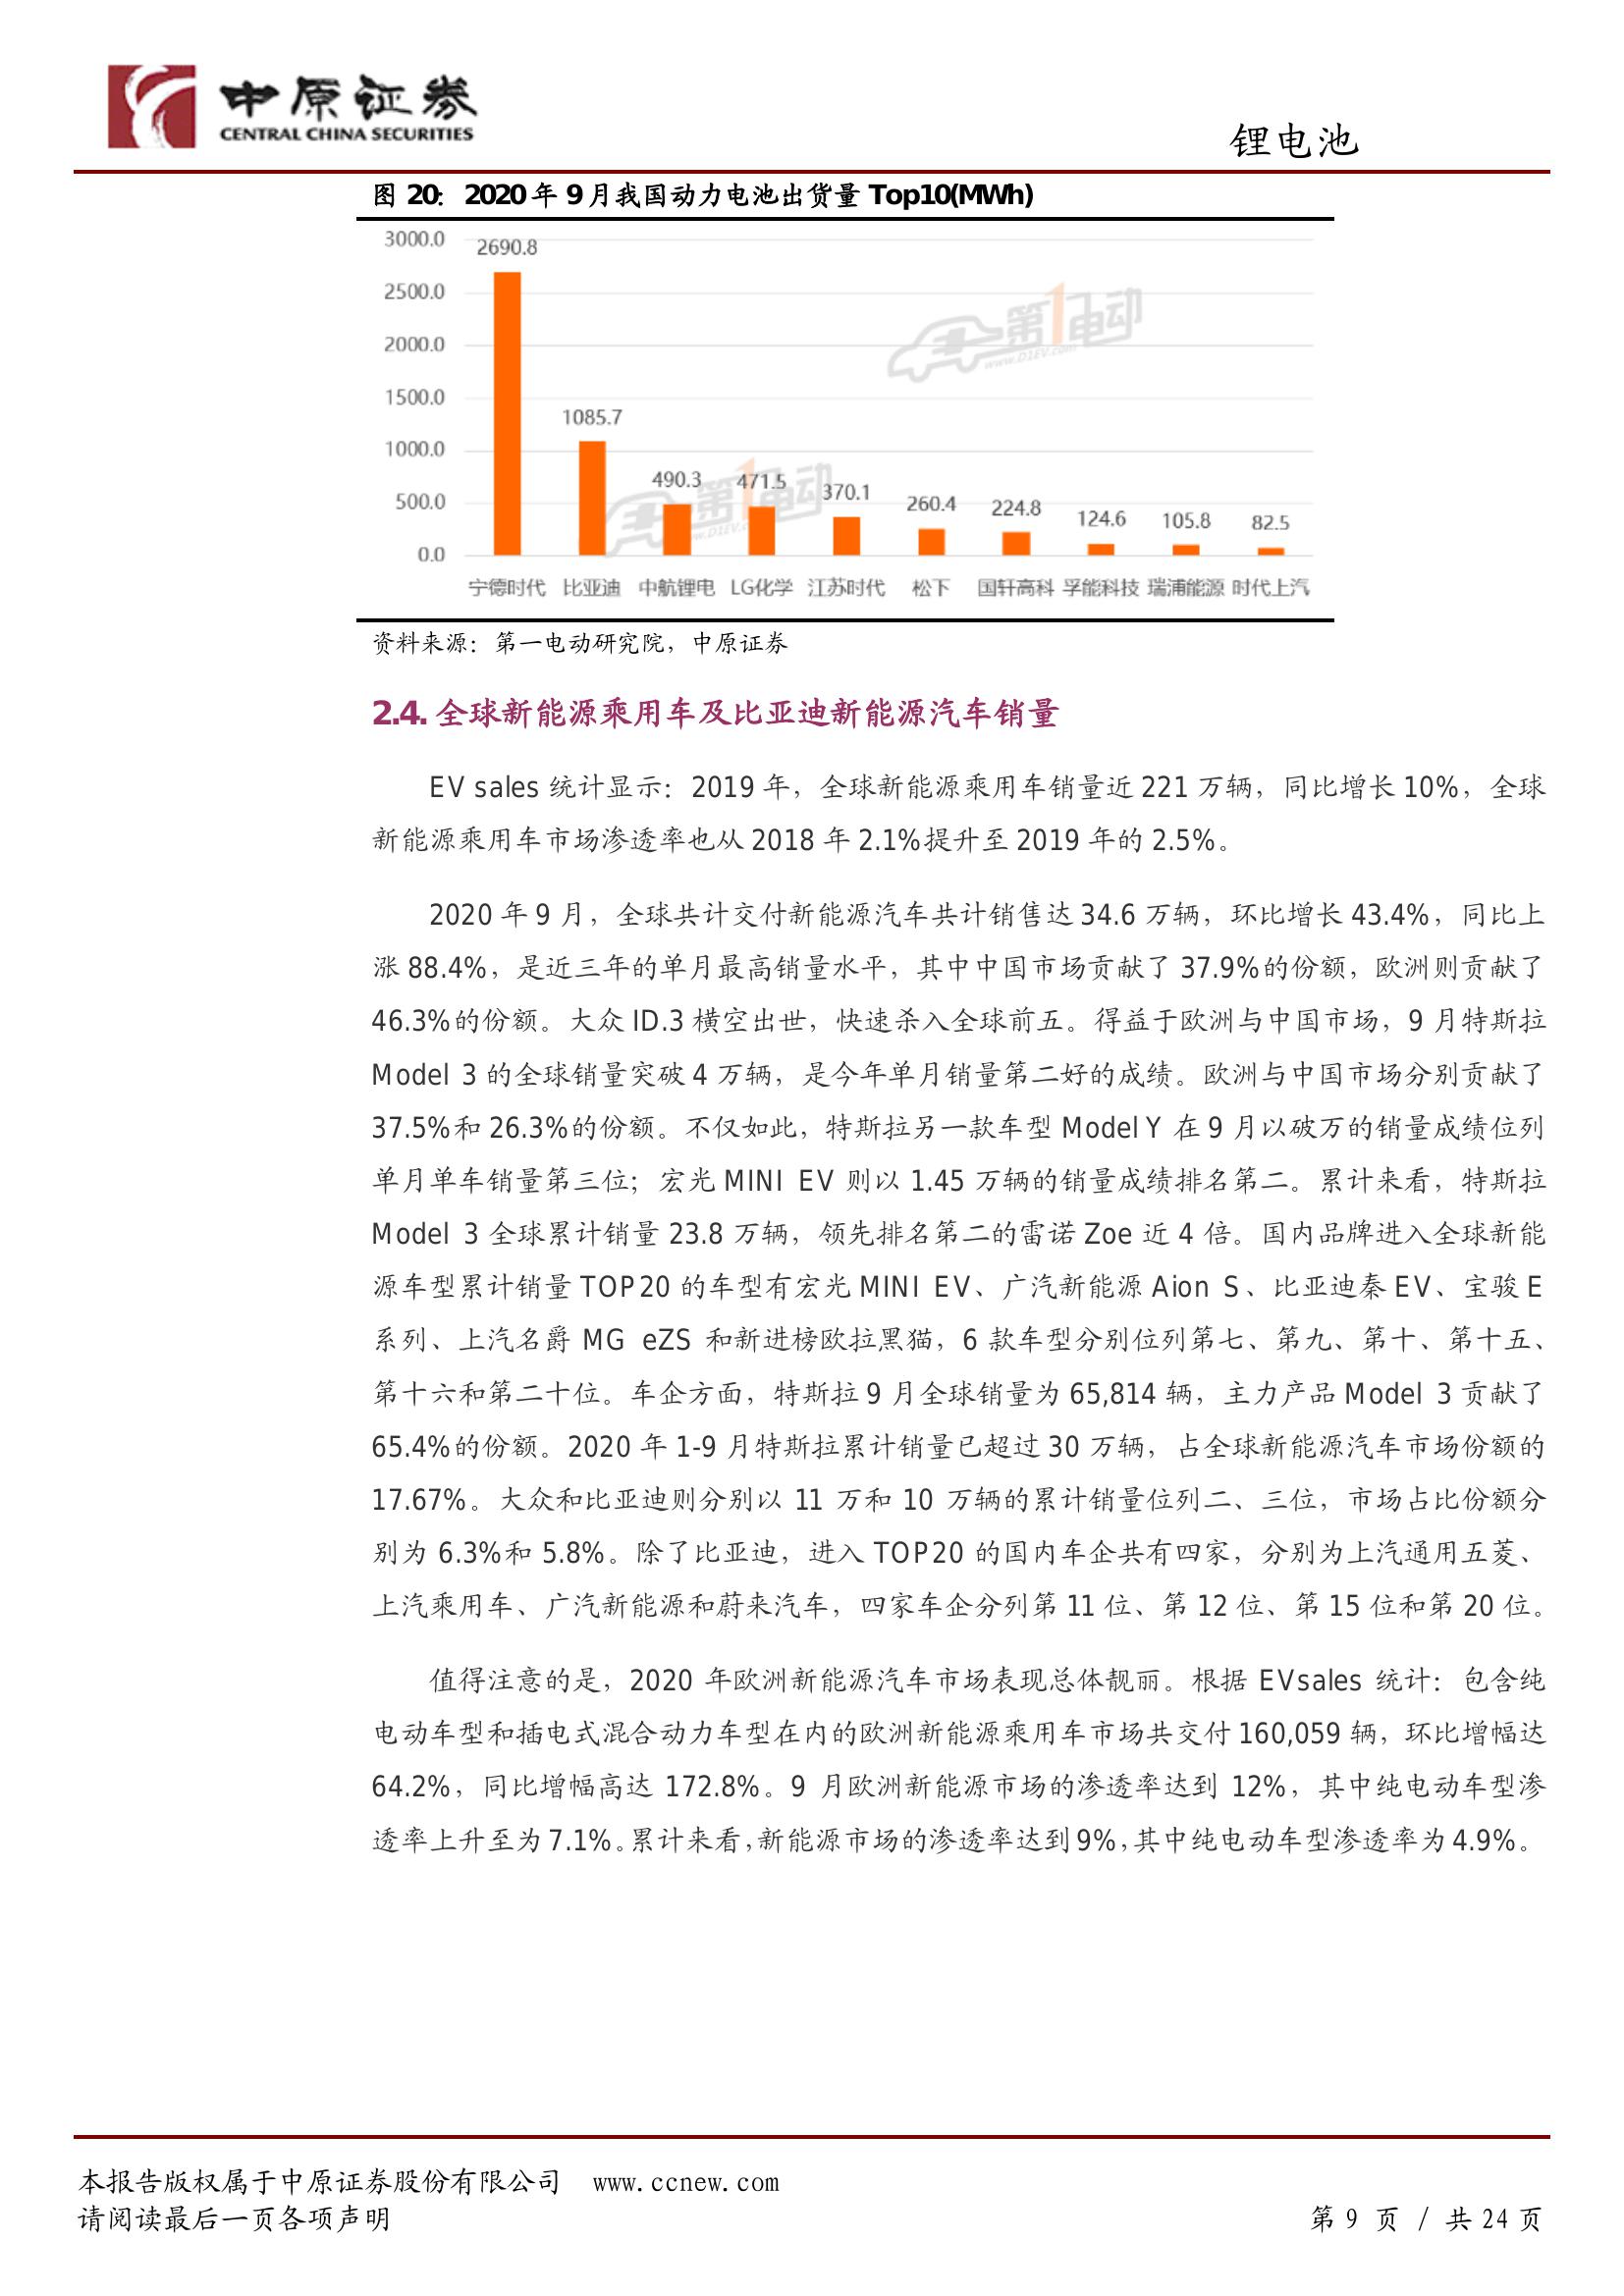 中原证券
CENTRAL CHINA SECURITIES
锂电池
图 20： 2020 年 9 月我国动力电池出货量 Top10(MWh)
3000.0
2500.0
2000.0
1500.0
1000.0
500.0
0.0
2690.8
1085.7
490.3
471.5
370.1
260.4
224.8
124.6
105.8
82.5
宁德时代 比亚迪 中航锂电 LG化学 江苏时代 松下 国轩高科 孚能科技 瑞浦能源 时代上汽
第1电动
www.D1EV.com
第1电动
www.D1EV.com
资料来源：第一电动研究院，中原证券
2.4. 全球新能源乘用车及比亚迪新能源汽车销量
EV sales 统计显示：2019 年，全球新能源乘用车销量近 221 万辆，同比增长 10%，全球
新能源乘用车市场渗透率也从 2018 年 2.1%提升至 2019 年的 2.5%。
2020 年 9 月，全球共计交付新能源汽车共计销售达 34.6 万辆，环比增长 43.4%，同比上
涨 88.4%，是近三年的单月最高销量水平，其中中国市场贡献了 37.9%的份额，欧洲则贡献了
46.3%的份额。大众 ID.3 横空出世，快速杀入全球前五。得益于欧洲与中国市场，9 月特斯拉
Model 3 的全球销量突破 4 万辆，是今年单月销量第二好的成绩。欧洲与中国市场分别贡献了
37.5%和 26.3%的份额。不仅如此，特斯拉另一款车型 Model Y 在 9 月以破万的销量成绩位列
单月单车销量第三位；宏光 MINI EV 则以 1.45 万辆的销量成绩排名第二。累计来看，特斯拉
Model 3 全球累计销量 23.8 万辆，领先排名第二的雷诺 Zoe 近 4 倍。国内品牌进入全球新能
源车型累计销量 TOP20 的车型有宏光 MINI EV、广汽新能源 Aion S、比亚迪秦 EV、宝骏 E
系列、上汽名爵 MG eZS 和新进榜欧拉黑猫，6 款车型分别位列第七、第九、第十、第十五、
第十六和第二十位。车企方面，特斯拉 9 月全球销量为 65,814 辆，主力产品 Model 3 贡献了
65.4%的份额。2020 年 1-9 月特斯拉累计销量已超过 30 万辆，占全球新能源汽车市场份额的
17.67%。大众和比亚迪则分别以 11 万和 10 万辆的累计销量位列二、三位，市场占比份额分
别为 6.3%和 5.8%。除了比亚迪，进入 TOP20 的国内车企共有四家，分别为上汽通用五菱、
上汽乘用车、广汽新能源和蔚来汽车，四家车企分列第 11 位、第 12 位、第 15 位和第 20 位。
值得注意的是，2020 年欧洲新能源汽车市场表现总体靓丽。根据 EVsales 统计：包含纯
电动车型和插电式混合动力车型在内的欧洲新能源乘用车市场共交付 160,059 辆，环比增幅达
64.2%，同比增幅高达 172.8%。9 月欧洲新能源市场的渗透率达到 12%，其中纯电动车型渗
透率上升至为 7.1%。累计来看，新能源市场的渗透率达到 9%，其中纯电动车型渗透率为 4.9%。
本报告版权属于中原证券股份有限公司 www.ccnew.com
请阅读最后一页各项声明
第 9 页 / 共 24 页